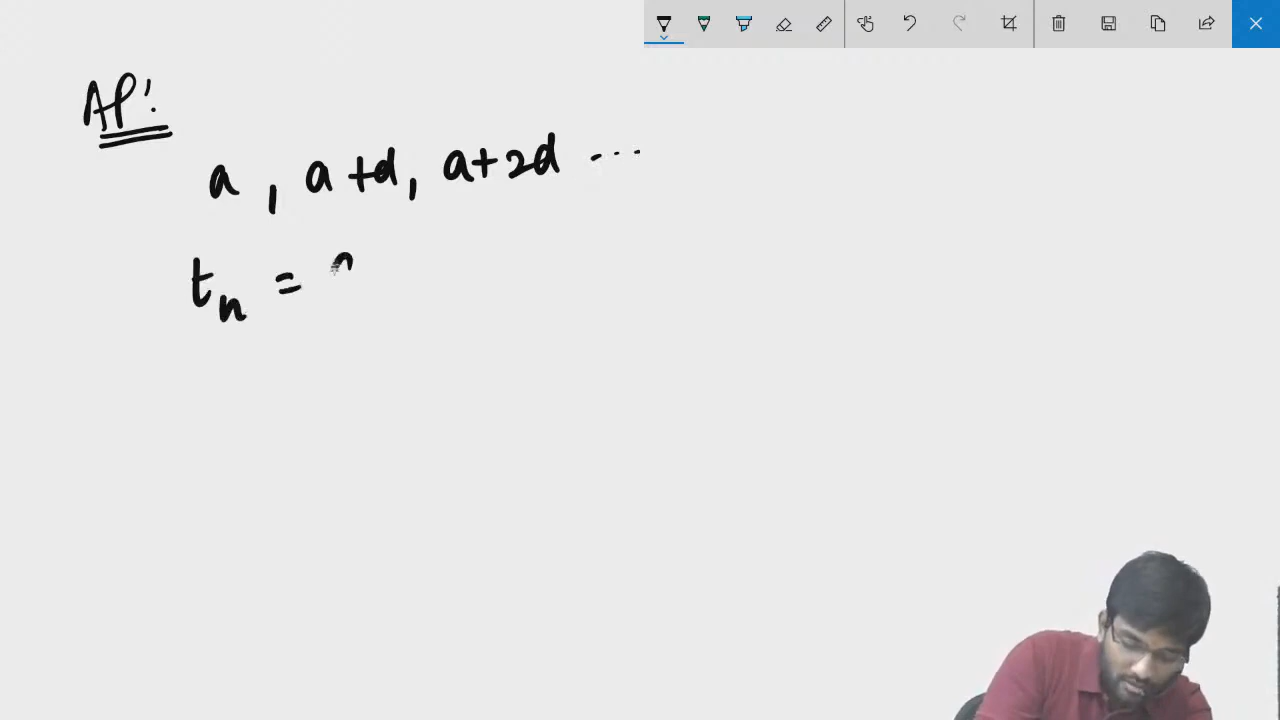 AP:
a , a+d, a+2d ...
tn =